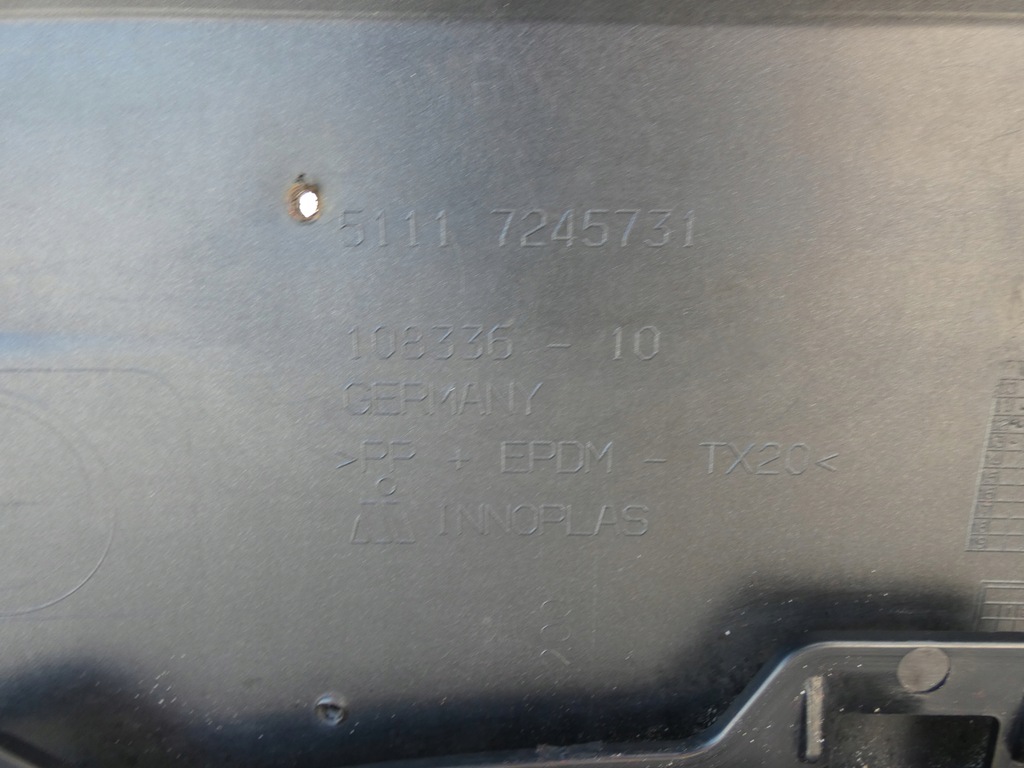 5111 7245731
108336 - 10
GERMANY
>PP + EPDM - TX20<
INNOPLAS